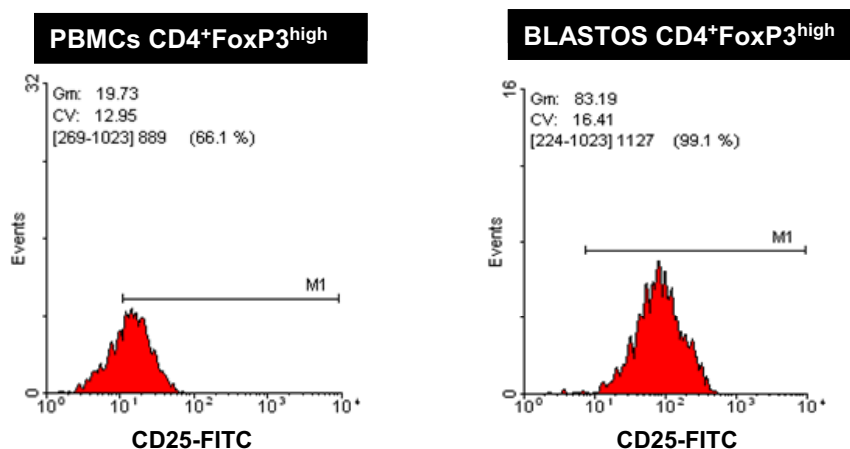 PBMCs CD4⁺FoxP3ʰⁱᵍʰ
32
Gm: 19.73
CV: 12.95
[269-1023] 889 (66.1 %)
Events
M1
0
10⁰ 10¹ 10² 10³ 10⁴
CD25-FITC
BLASTOS CD4⁺FoxP3ʰⁱᵍʰ
16
Gm: 83.19
CV: 16.41
[224-1023] 1127 (99.1 %)
Events
M1
0
10⁰ 10¹ 10² 10³ 10⁴
CD25-FITC